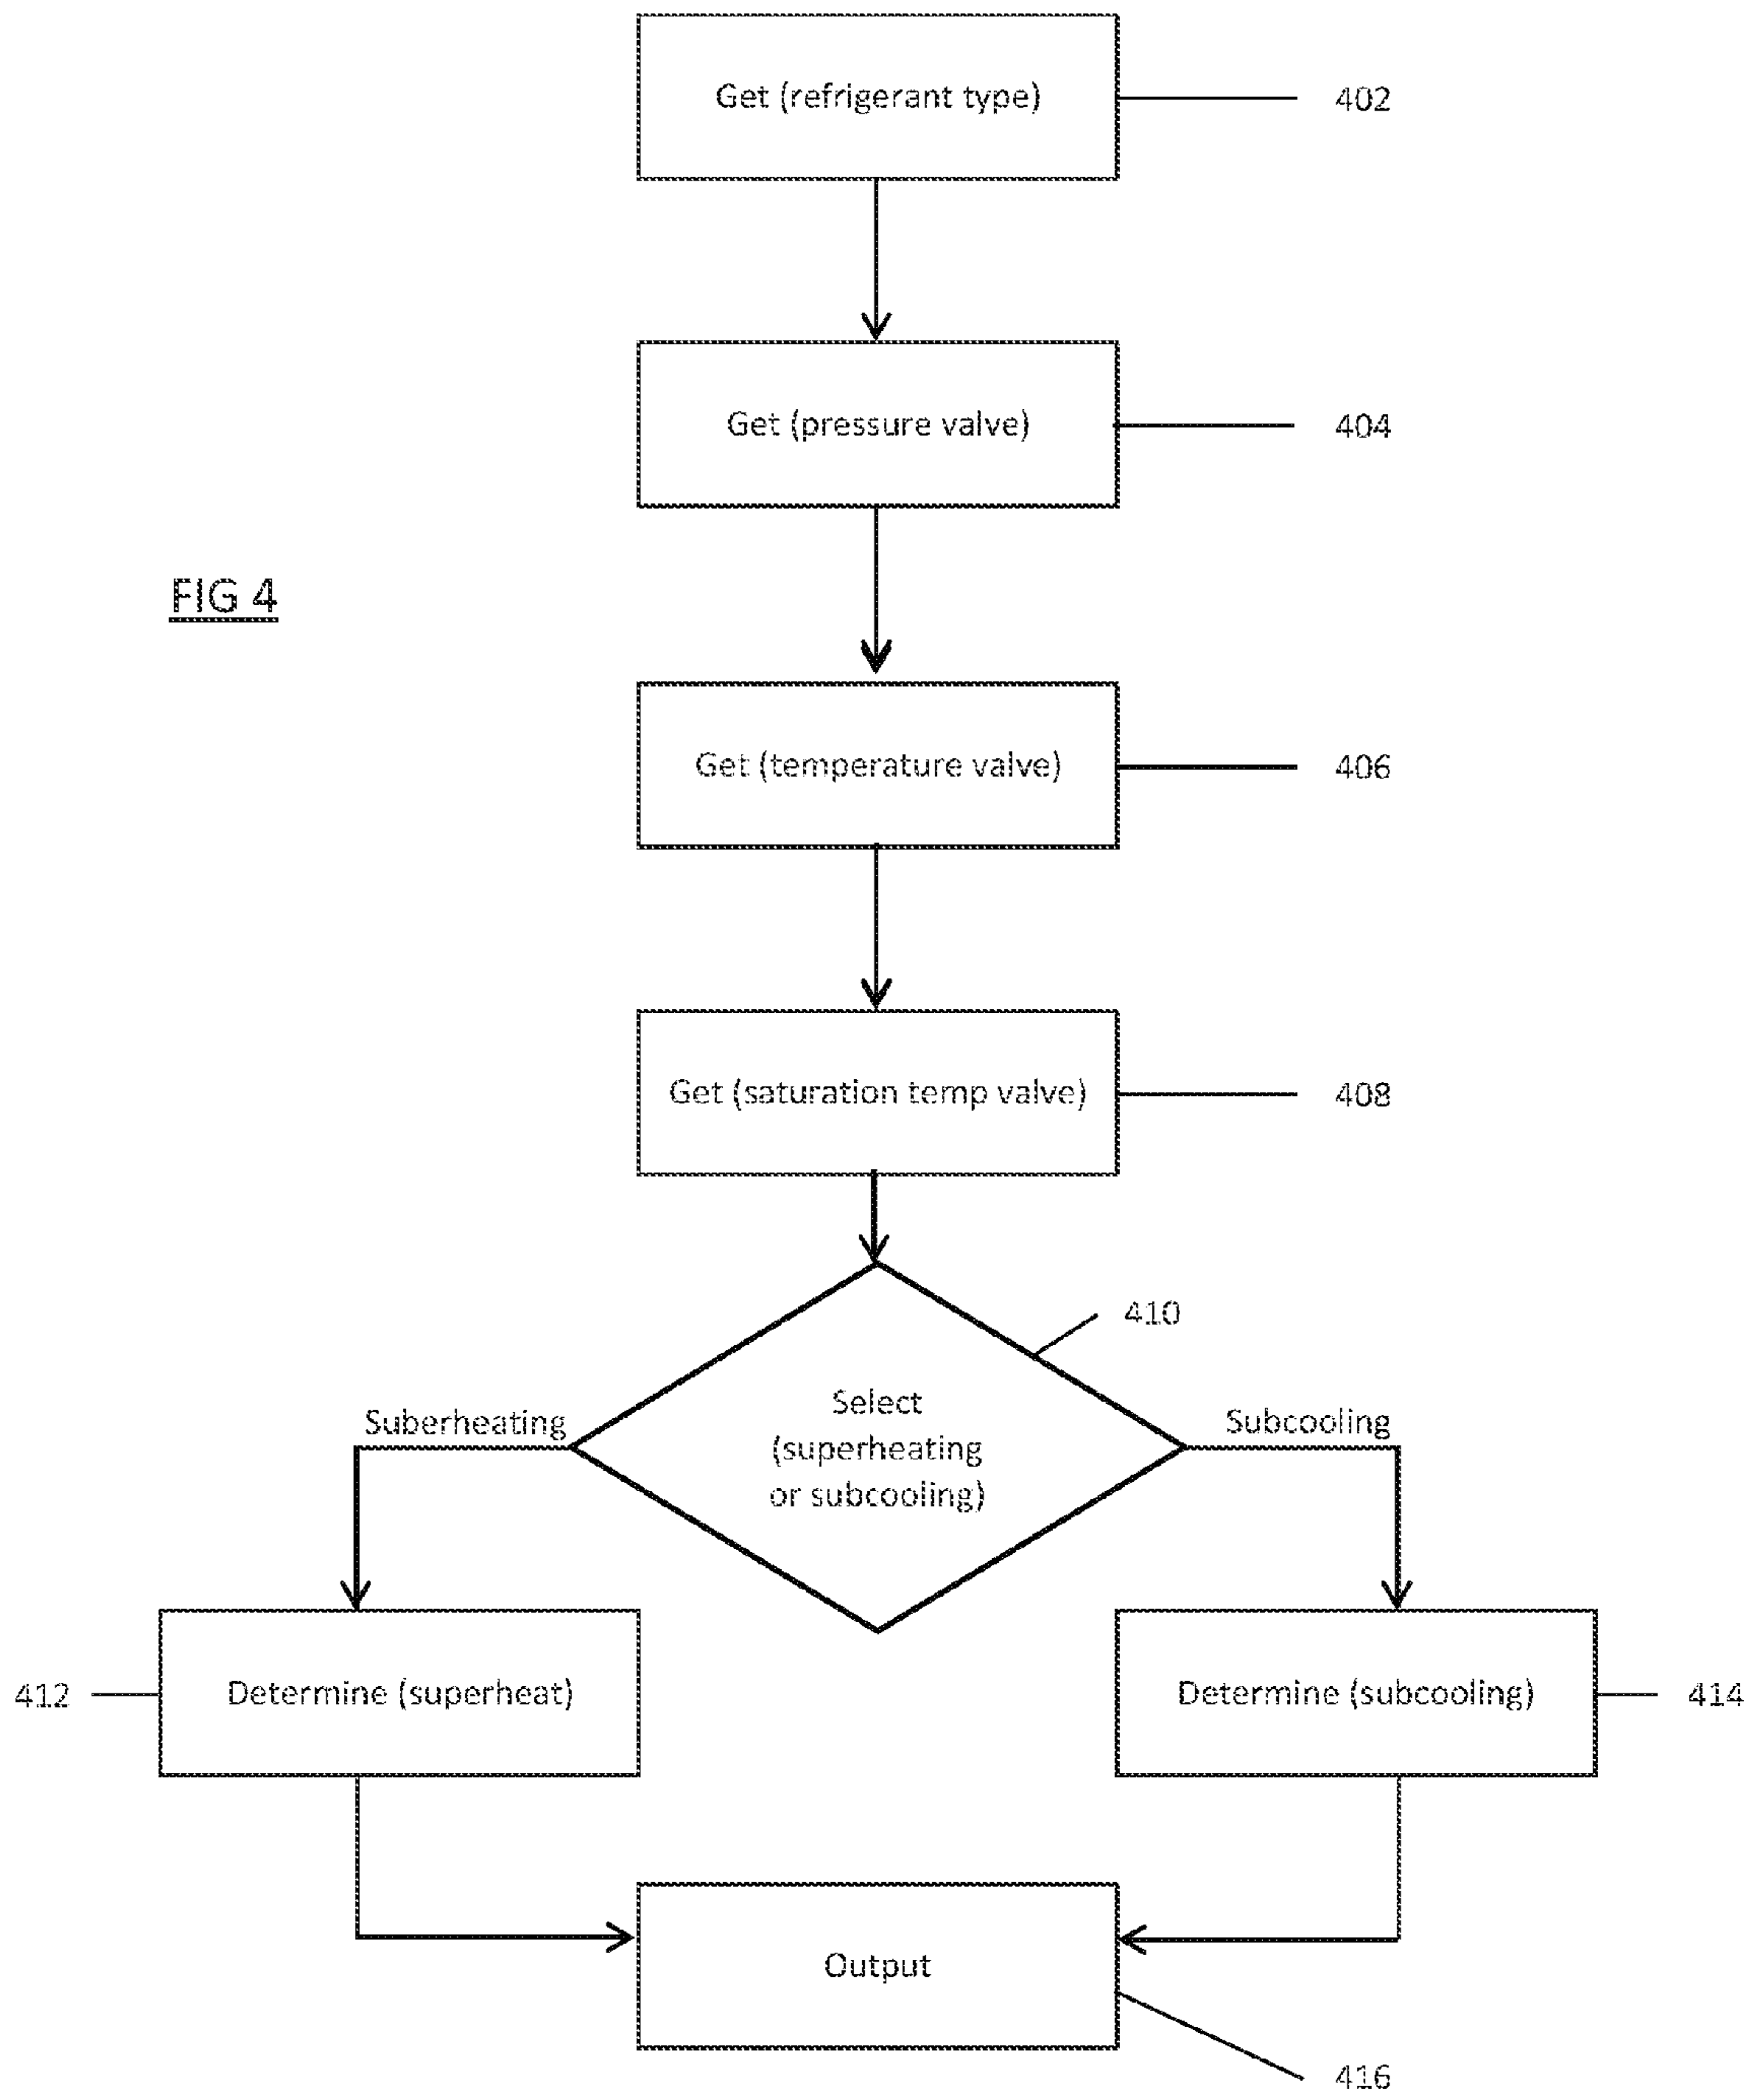 Get (refrigerant type)
402
Get (pressure valve)
404
FIG 4
Get (temperature valve)
406
Get (saturation temp valve)
408
410
Select
(superheating
or subcooling)
Suberheating
Subcooling
412
Determine (superheat)
Determine (subcooling)
414
Output
416